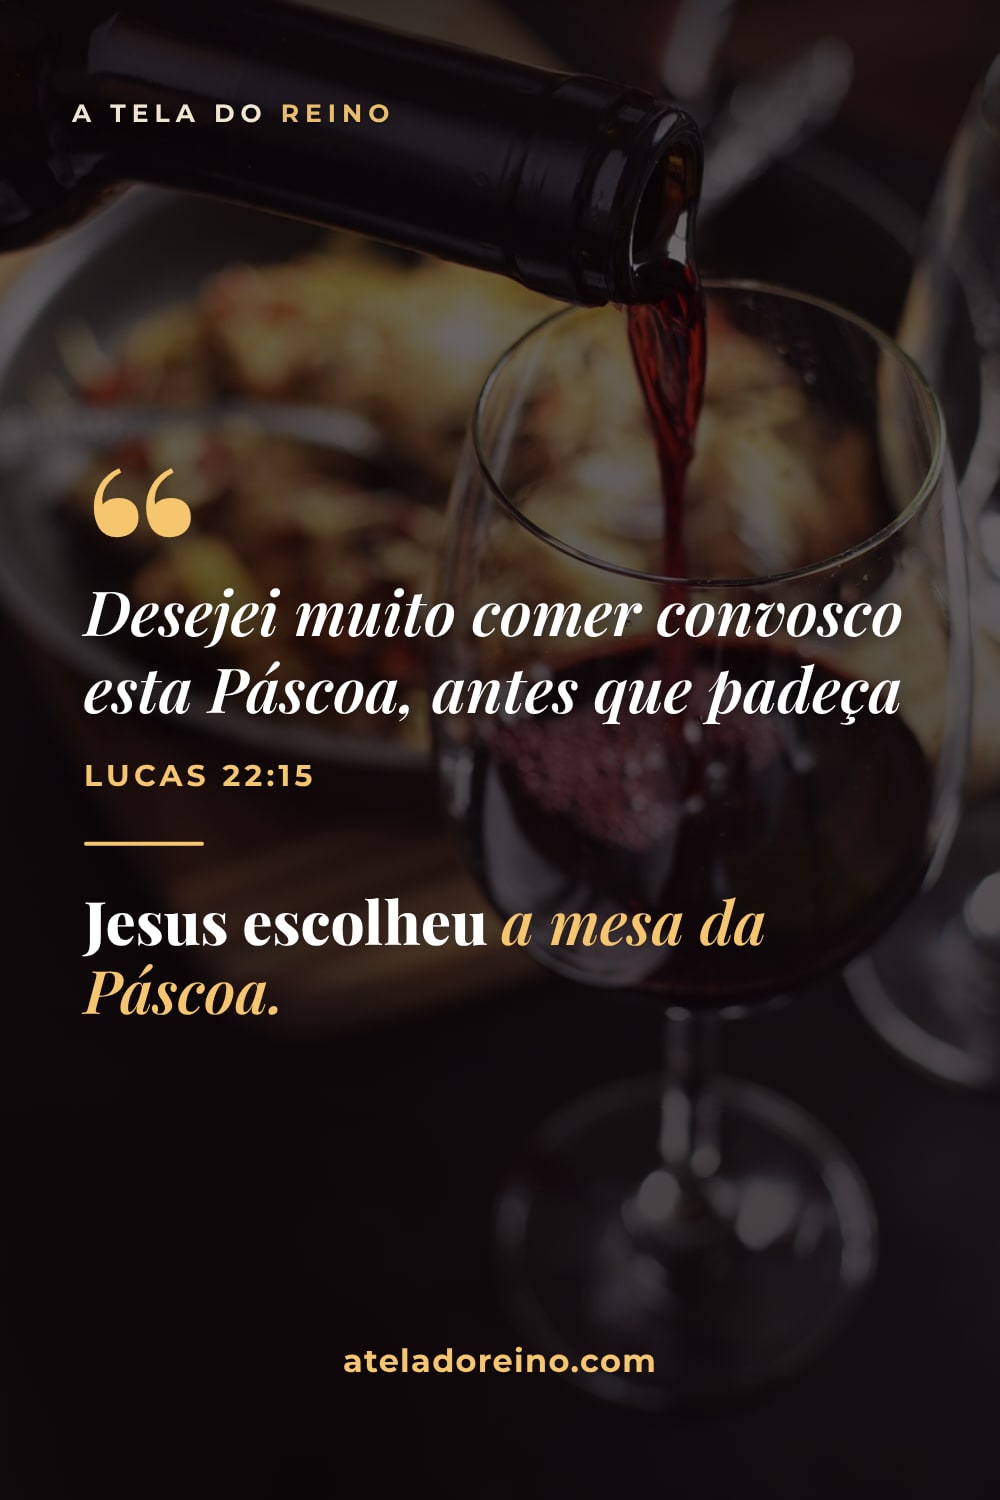 A TELA DO REINO
“
Desejei muito comer convosco
esta Páscoa, antes que padeça
LUCAS 22:15
Jesus escolheu a mesa da
Páscoa.
ateladoreino.com